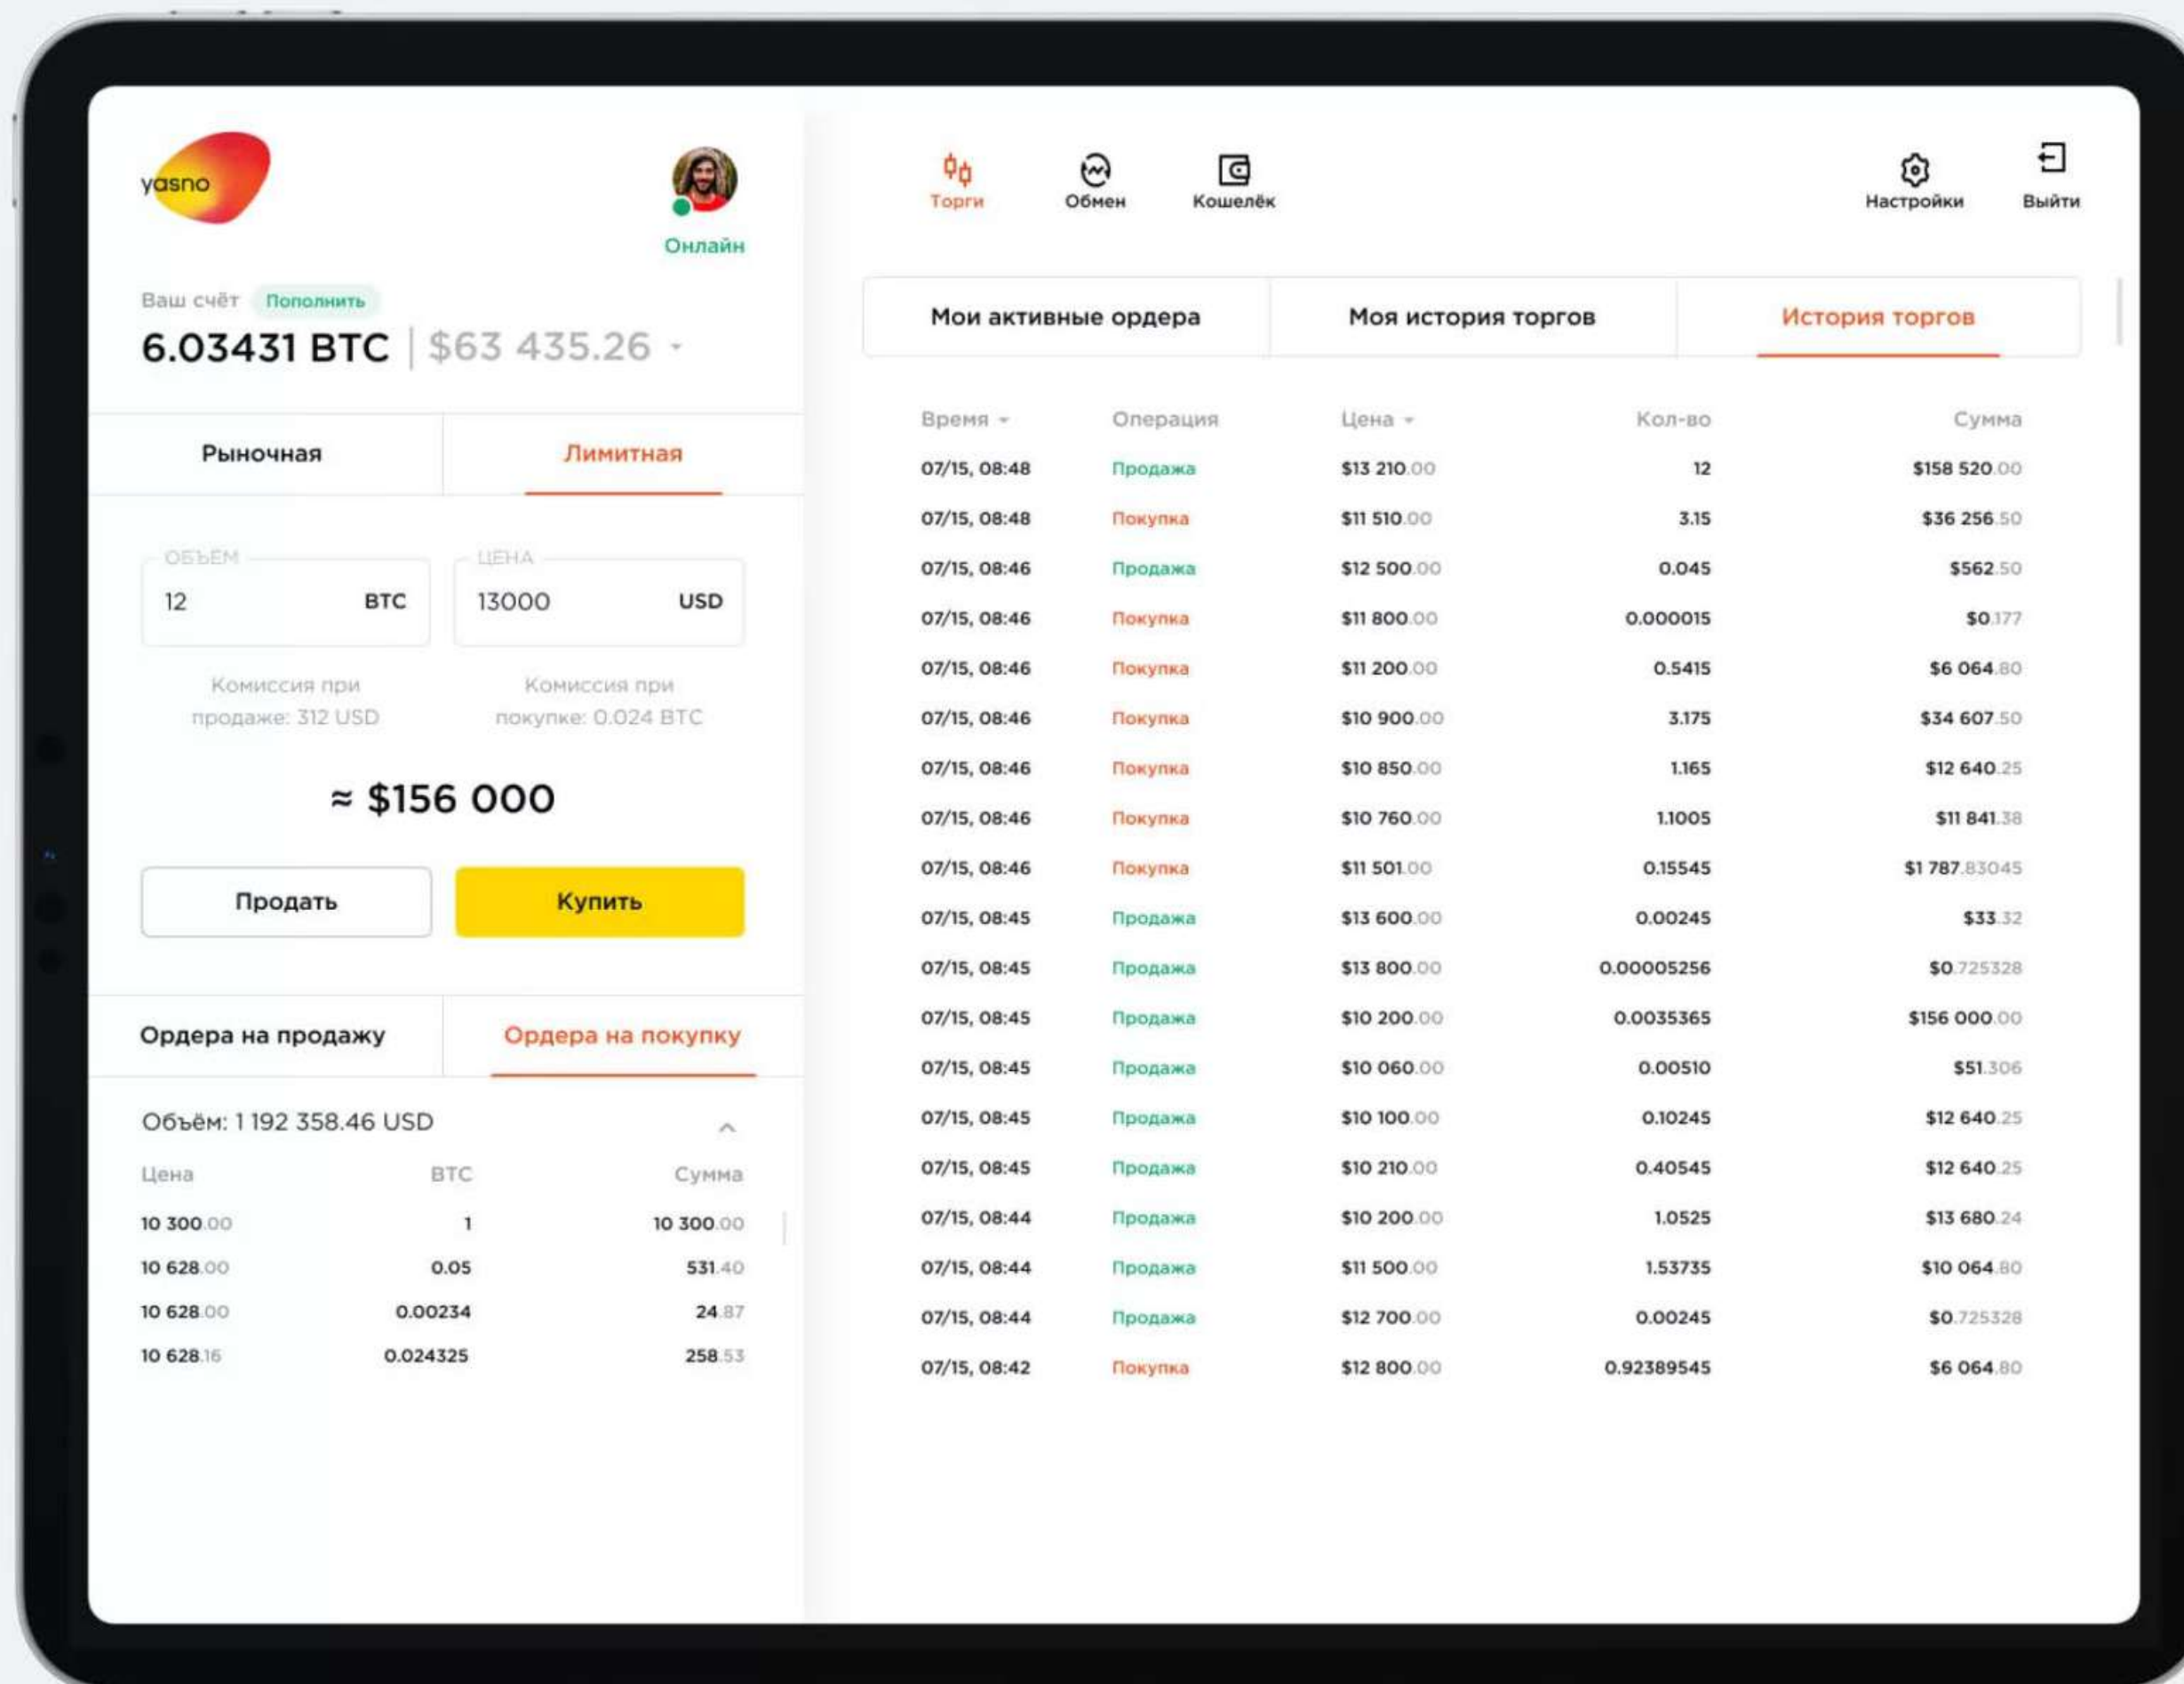 yasno
Онлайн
Ваш счёт Пополнить
6.03431 BTC | $63 435.26
Рыночная Лимитная
ОБЪЕМ ЦЕНА
12 BTC 13000 USD
Комиссия при Комиссия при
продаже: 312 USD покупке: 0.024 BTC
≈ $156 000
Продать Купить
Ордера на продажу Ордера на покупку
Объём: 1 192 358.46 USD
Цена BTC Сумма
10 300.00 1 10 300.00
10 628.00 0.05 531.40
10 628.00 0.00234 24.87
10 628.16 0.024325 258.53
Торги Обмен Кошелёк Настройки Выйти
Мои активные ордера Моя история торгов История торгов
Время Операция Цена Кол-во Сумма
07/15, 08:48 Продажа $13 210.00 12 $158 520.00
07/15, 08:48 Покупка $11 510.00 3.15 $36 256.50
07/15, 08:46 Продажа $12 500.00 0.045 $562.50
07/15, 08:46 Покупка $11 800.00 0.000015 $0.177
07/15, 08:46 Покупка $11 200.00 0.5415 $6 064.80
07/15, 08:46 Покупка $10 900.00 3.175 $34 607.50
07/15, 08:46 Покупка $10 850.00 1.165 $12 640.25
07/15, 08:46 Покупка $10 760.00 1.1005 $11 841.38
07/15, 08:46 Покупка $11 501.00 0.15545 $1 787.83045
07/15, 08:45 Продажа $13 600.00 0.00245 $33.32
07/15, 08:45 Продажа $13 800.00 0.00005256 $0.725328
07/15, 08:45 Продажа $10 200.00 0.0035365 $156 000.00
07/15, 08:45 Продажа $10 060.00 0.00510 $51.306
07/15, 08:45 Продажа $10 100.00 0.10245 $12 640.25
07/15, 08:45 Продажа $10 210.00 0.40545 $12 640.25
07/15, 08:44 Продажа $10 200.00 1.0525 $13 680.24
07/15, 08:44 Продажа $11 500.00 1.53735 $10 064.80
07/15, 08:44 Продажа $12 700.00 0.00245 $0.725328
07/15, 08:42 Покупка $12 800.00 0.92389545 $6 064.80